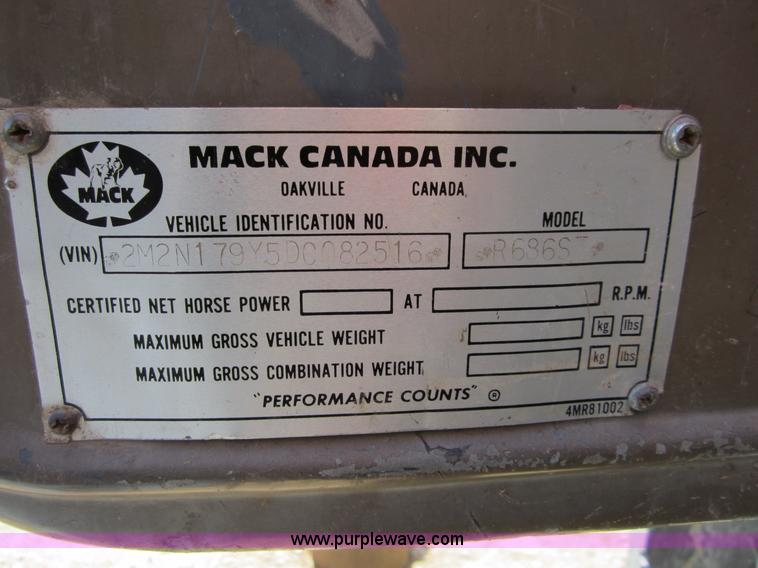 MACK CANADA INC.
MACK
OAKVILLE CANADA
VEHICLE IDENTIFICATION NO. MODEL
(VIN) *2M2N179Y5DC082516* *R686ST
CERTIFIED NET HORSE POWER AT R.P.M.
MAXIMUM GROSS VEHICLE WEIGHT kg lbs
MAXIMUM GROSS COMBINATION WEIGHT kg lbs
"PERFORMANCE COUNTS" ®
4MR81002
www.purplewave.com